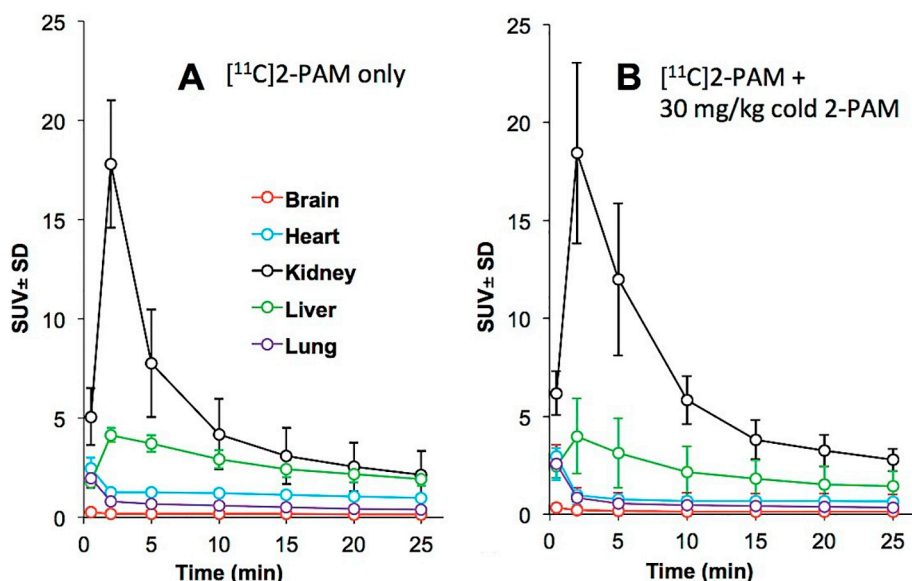 A [¹¹C]2-PAM only
25
20
15
10
5
0
SUV± SD
Brain
Heart
Kidney
Liver
Lung
0 5 10 15 20 25
Time (min)
B [¹¹C]2-PAM +
30 mg/kg cold 2-PAM
25
20
15
10
5
0
SUV± SD
0 5 10 15 20 25
Time (min)